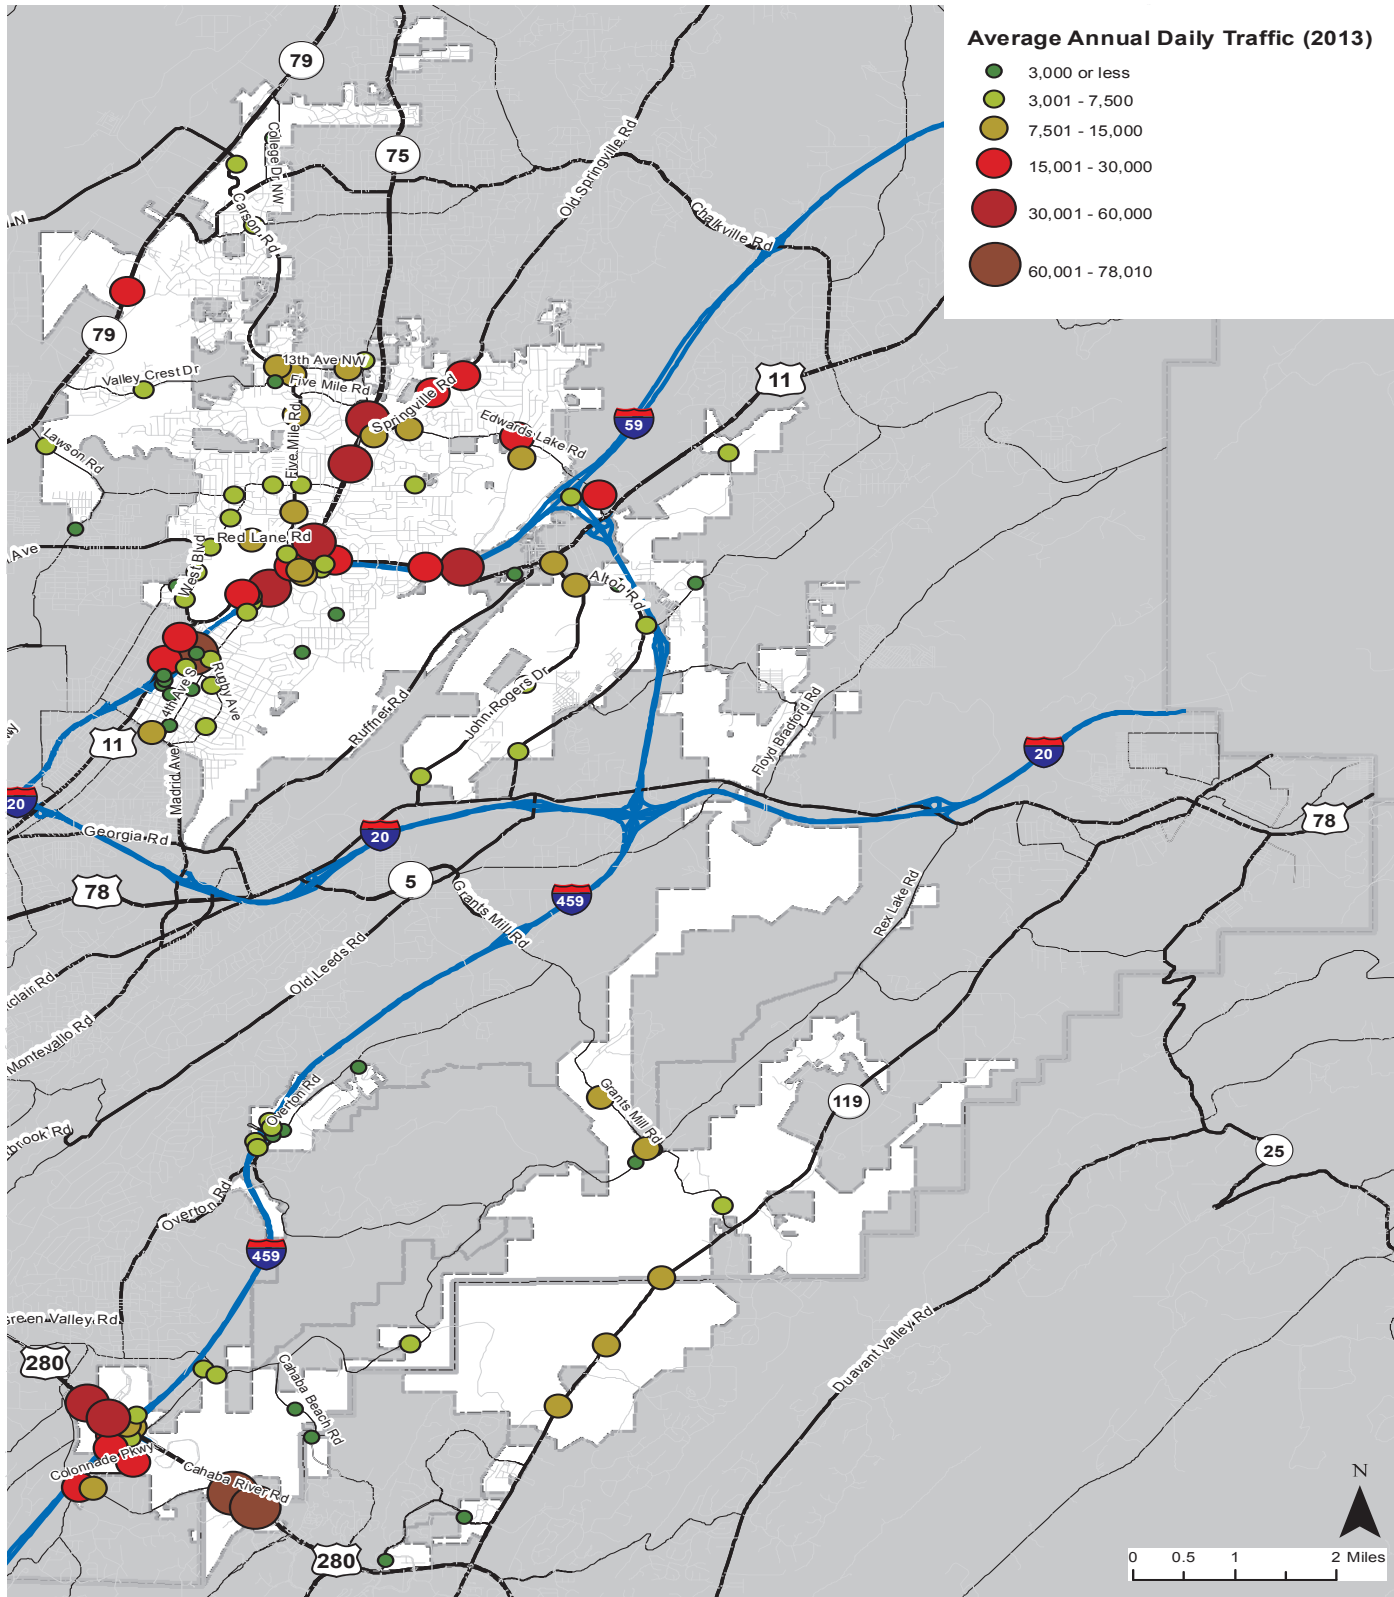 Average Annual Daily Traffic (2013)
3,000 or less
3,001 - 7,500
7,501 - 15,000
15,001 - 30,000
30,001 - 60,000
60,001 - 78,010
79
75
College Dr NW
Old Springville Rd
Carson Rd
Chalkville Rd
N
79
11
13th Ave NW
Valley Crest Dr
Five Mile Rd
Springville Rd
59
Edwards Lake Rd
Five Mile Rd
Lawson Rd
Red Lane Rd
Ave
West Blvd
Alton Rd
4th Ave S
Rugby Ave
John Rogers Dr
Ruffner Rd
Floyd Bradford Rd
11
20
Madrid Ave
20
Georgia Rd
20
78
5
78
459
Grants Mill Rd
Rex Lake Rd
Old Leeds Rd
clair Rd
Montevallo Rd
Overton Rd
Grants Mill Rd
119
brook Rd
25
Overton Rd
459
Green Valley Rd
Duavant Valley Rd
280
Cahaba Beach Rd
Colonnade Pkwy
Cahaba River Rd
N
280
0 0.5 1 2 Miles